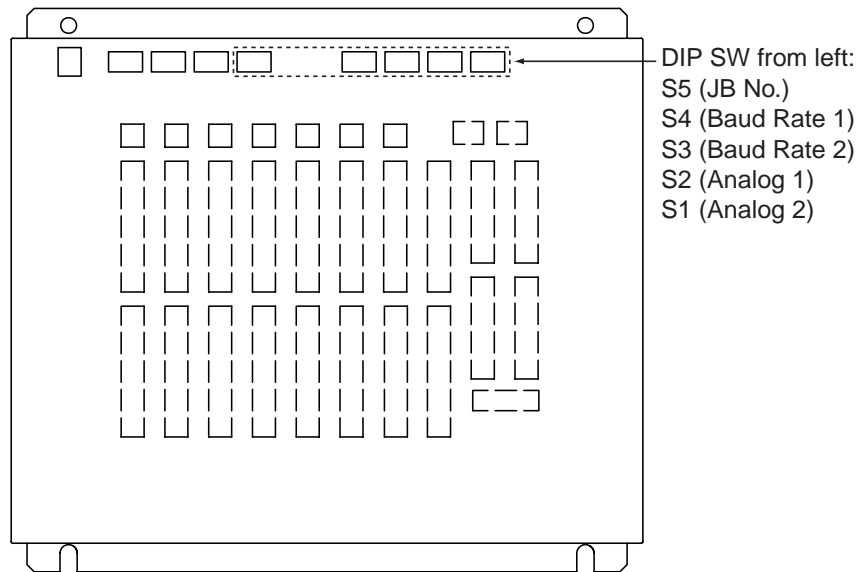 DIP SW from left:
S5 (JB No.)
S4 (Baud Rate 1)
S3 (Baud Rate 2)
S2 (Analog 1)
S1 (Analog 2)